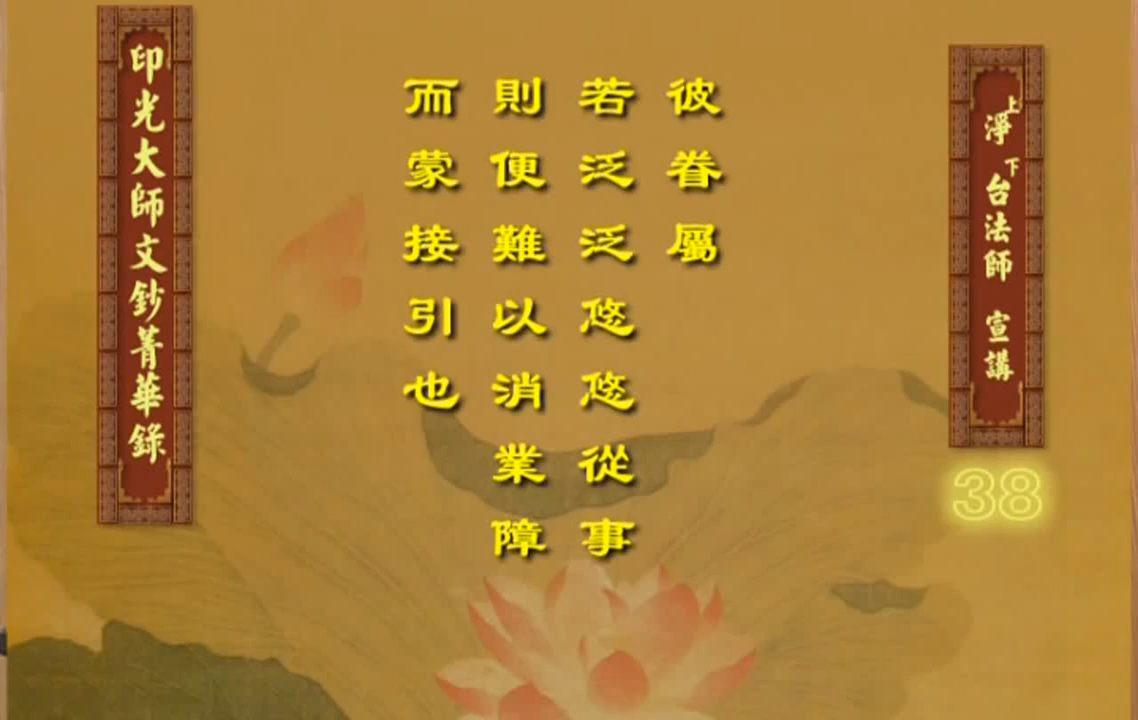 上淨下台法師 宣講
38
彼眷屬
若泛泛悠悠從事
則便難以消業障
而蒙接引也
印光大師文鈔菁華錄